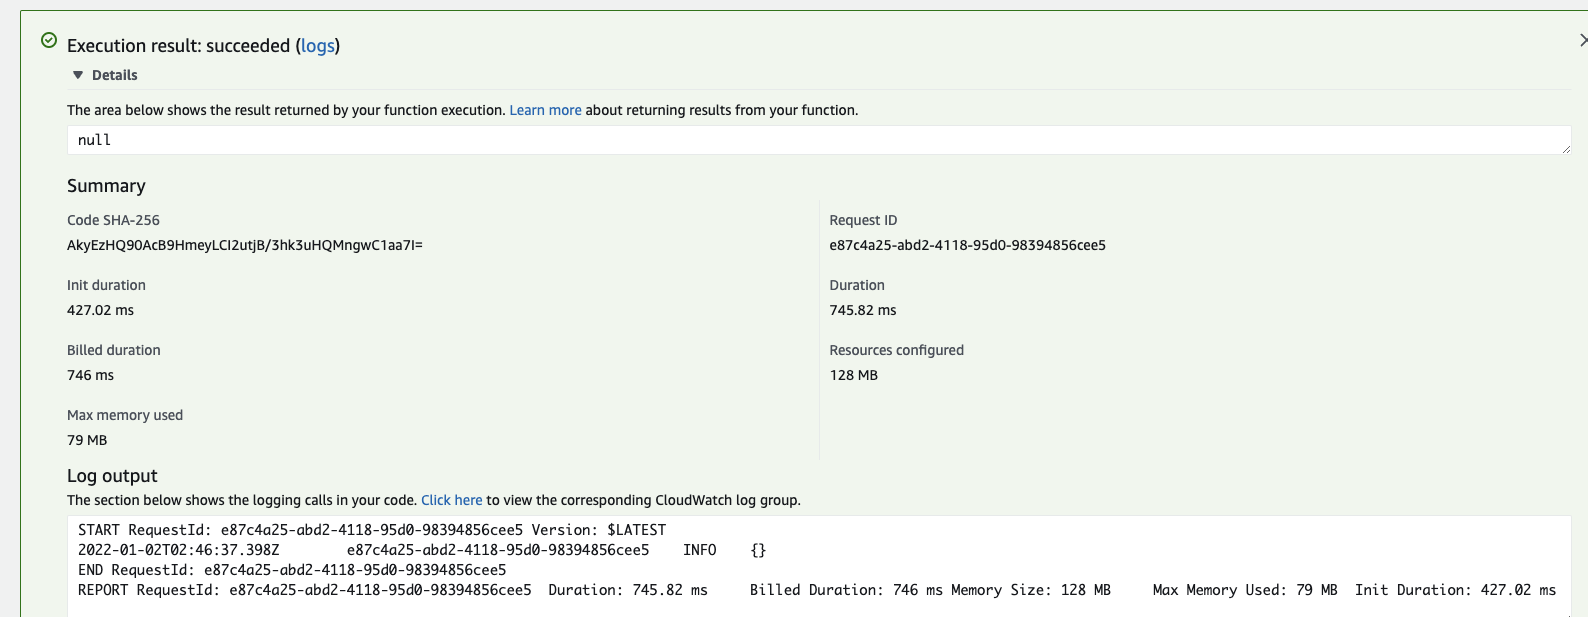 Execution result: succeeded (logs)
Details
The area below shows the result returned by your function execution. Learn more about returning results from your function.
null
Summary
Code SHA-256
AkyEzHQ90AcB9HmeyLCI2utjB/3hk3uHQMngwC1aa7I=
Request ID
e87c4a25-abd2-4118-95d0-98394856cee5
Init duration
427.02 ms
Duration
745.82 ms
Billed duration
746 ms
Resources configured
128 MB
Max memory used
79 MB
Log output
The section below shows the logging calls in your code. Click here to view the corresponding CloudWatch log group.
START RequestId: e87c4a25-abd2-4118-95d0-98394856cee5 Version: $LATEST
2022-01-02T02:46:37.398Z e87c4a25-abd2-4118-95d0-98394856cee5 INFO {}
END RequestId: e87c4a25-abd2-4118-95d0-98394856cee5
REPORT RequestId: e87c4a25-abd2-4118-95d0-98394856cee5 Duration: 745.82 ms Billed Duration: 746 ms Memory Size: 128 MB Max Memory Used: 79 MB Init Duration: 427.02 ms